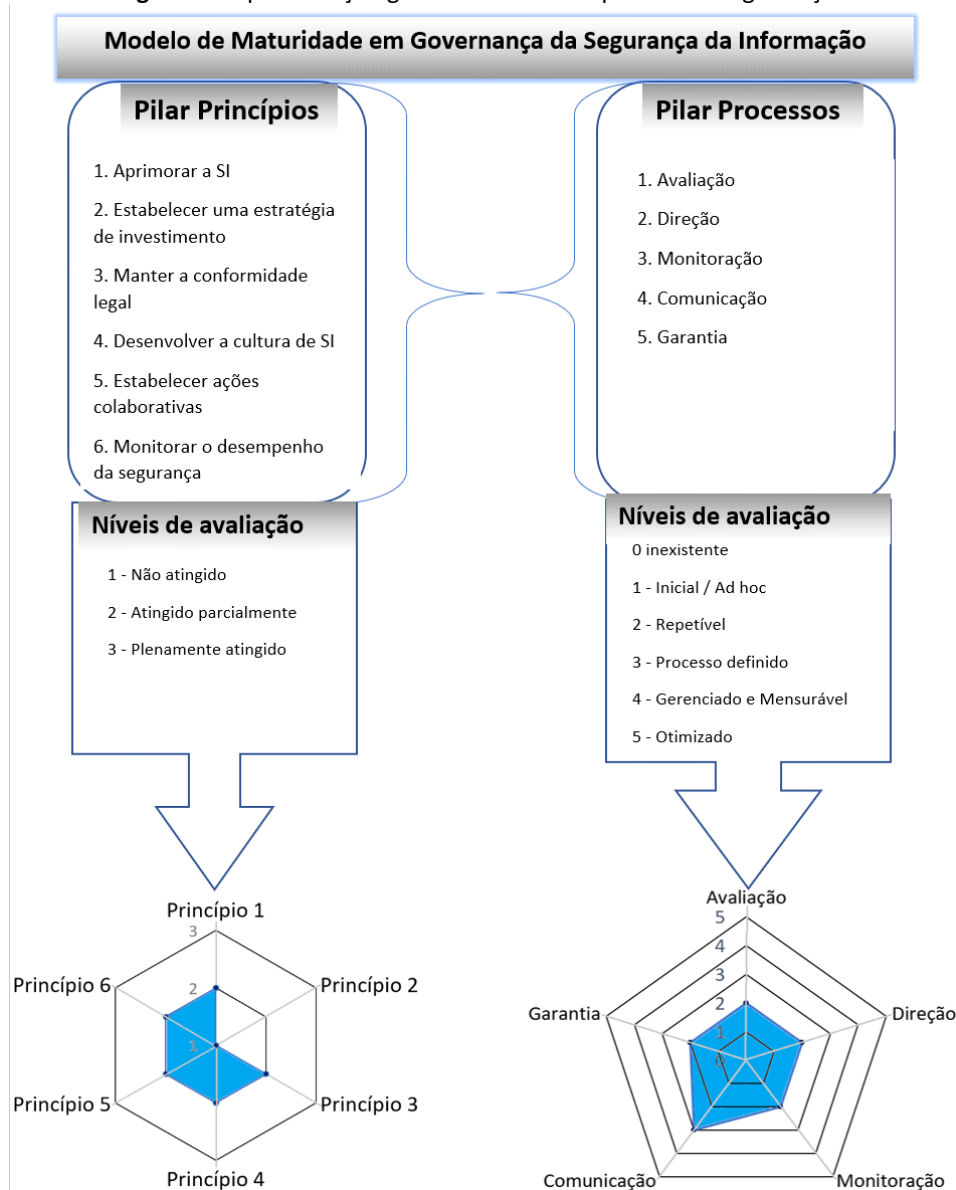 Modelo de Maturidade em Governança da Segurança da Informação
Pilar Princípios
1. Aprimorar a SI
2. Estabelecer uma estratégia
de investimento
3. Manter a conformidade
legal
4. Desenvolver a cultura de SI
5. Estabelecer ações
colaborativas
6. Monitorar o desempenho
da segurança
Níveis de avaliação
1 - Não atingido
2 - Atingido parcialmente
3 - Plenamente atingido
Pilar Processos
1. Avaliação
2. Direção
3. Monitoração
4. Comunicação
5. Garantia
Níveis de avaliação
0 inexistente
1 - Inicial / Ad hoc
2 - Repetível
3 - Processo definido
4 - Gerenciado e Mensurável
5 - Otimizado
Princípio 1
3
Princípio 6
2
Princípio 2
1
Princípio 5
Princípio 3
Princípio 4
Avaliação
5
4
3
2
1
0
Garantia
Direção
Comunicação
Monitoração